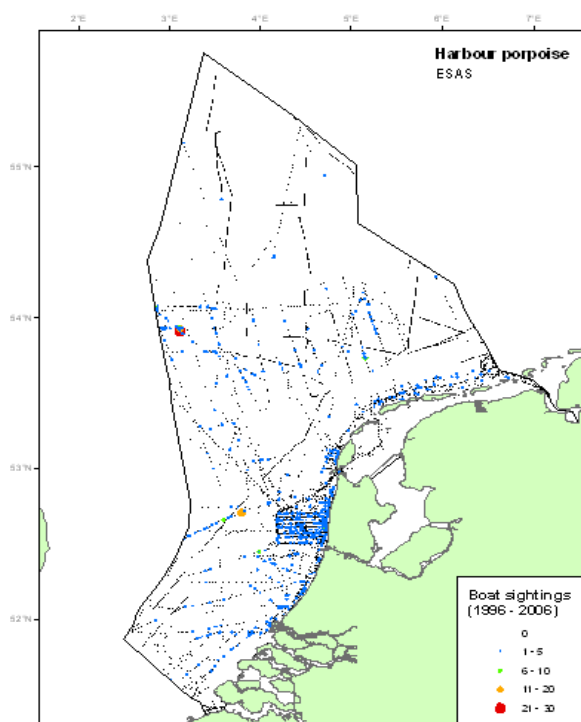 2°E 3°E 4°E 5°E 6°E 7°E
Harbour porpoise
ESAS
55°N
54°N
53°N
52°N
Boat sightings
(1996 - 2006)
0
1 - 5
6 - 10
11 - 20
21 - 30